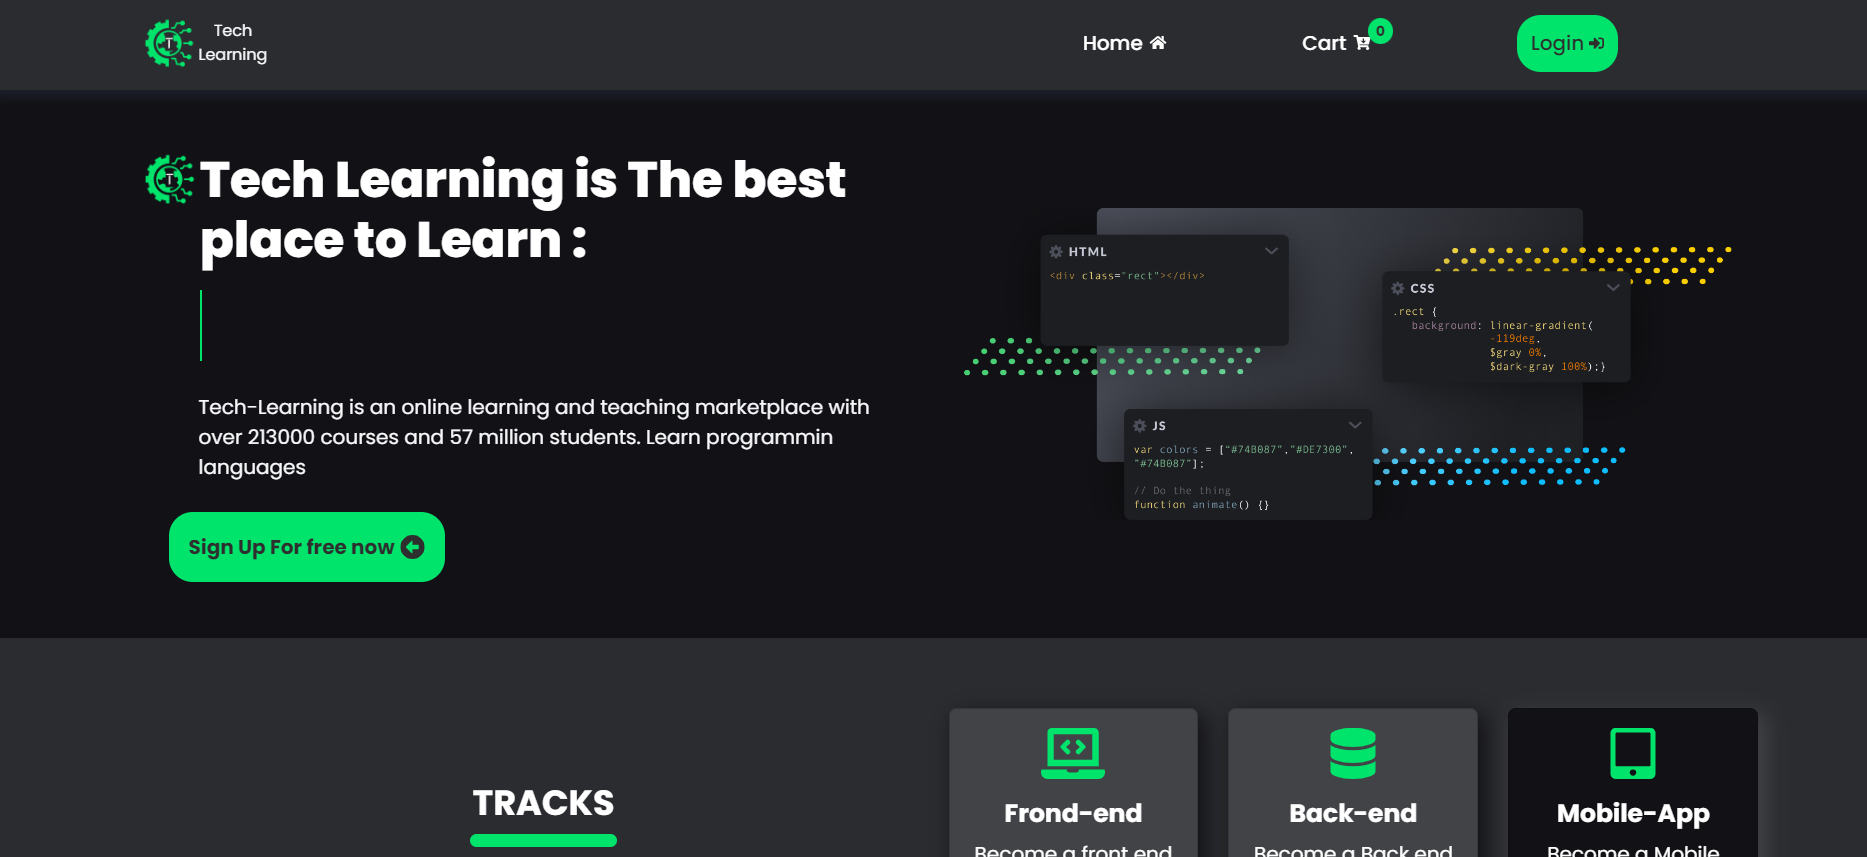 Tech
Learning
Home
Cart
0
Login
T
T
Tech Learning is The best
place to Learn :
Tech-Learning is an online learning and teaching marketplace with
over 213000 courses and 57 million students. Learn programmin
languages
Sign Up For free now
HTML
<div class="rect"></div>
CSS
.rect {
background: linear-gradient(
-119deg,
$gray 0%,
$dark-gray 100%);}
JS
var colors = ["#74B087","#DE7300",
"#74B087"];
// Do the thing
function animate() {}
TRACKS
Frond-end
Become a front end
Back-end
Become a Back end
Mobile-App
Become a Mobile